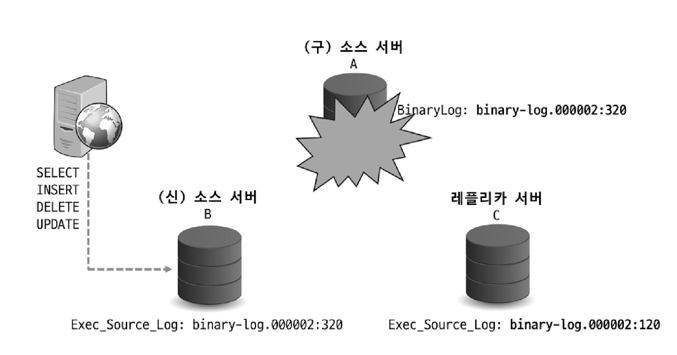 (구) 소스 서버
A
BinaryLog: binary-log.000002:320
SELECT
INSERT
DELETE
UPDATE
(신) 소스 서버
B
레플리카 서버
C
Exec_Source_Log: binary-log.000002:320
Exec_Source_Log: binary-log.000002:120